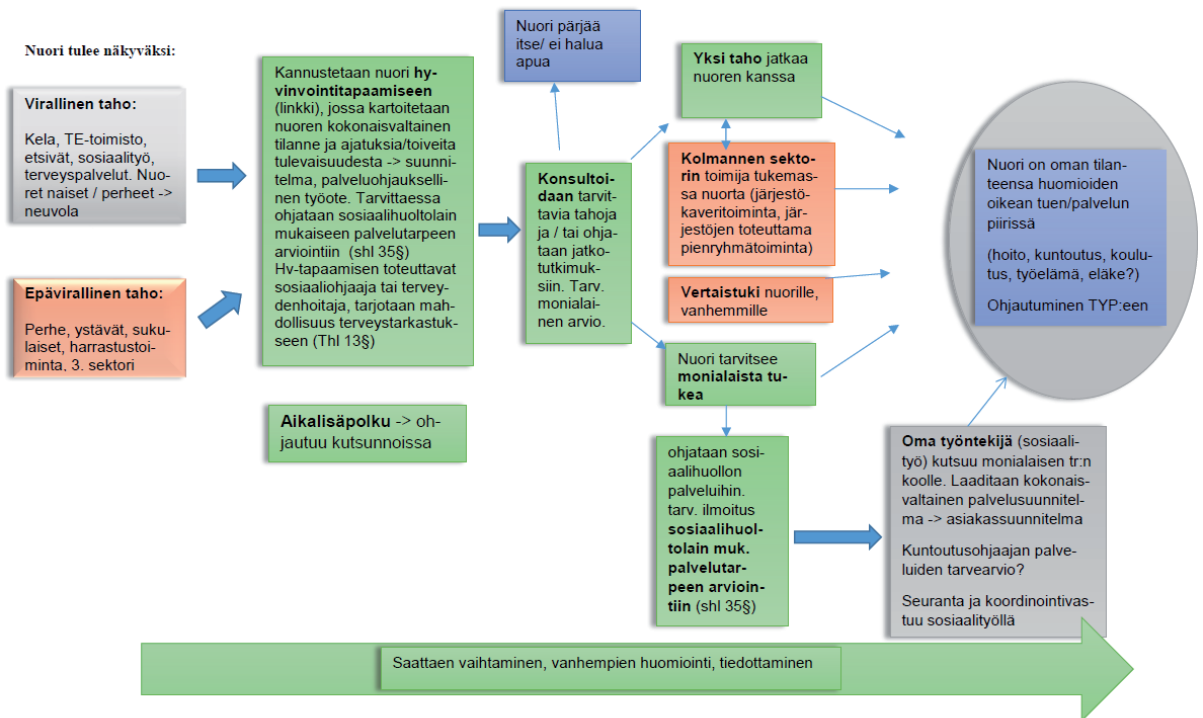 Nuori tulee näkyväksi:
Virallinen taho:
Kela, TE-toimisto,
etsivät, sosiaalityö,
terveyspalvelut. Nuo-
ret naiset / perheet ->
neuvola
Epävirallinen taho:
Perhe, ystävät, suku-
laiset, harrastustoi-
minta, 3. sektori
Kannustetaan nuori hy-
vinvointitapaamiseen
(linkki), jossa kartoitetaan
nuoren kokonaisvaltainen
tilanne ja ajatuksia/toiveita
tulevaisuudesta -> suunni-
telma, palveluohjaukselli-
nen työote. Tarvittaessa
ohjataan sosiaalihuoltolain
mukaiseen palvelutarpeen
arviointiin  (shl 35§)
Hv-tapaamisen toteuttavat
sosiaaliohjaaja tai tervey-
denhoitaja, tarjotaan mah-
dollisuus terveystarkastuk-
seen (Thl 13§)
Aikalisäpolku -> oh-
jautuu kutsunnoissa
Nuori pärjää
itse/ ei halua
apua
Konsultoi-
daan tarvit-
tavia tahoja
ja / tai ohja-
taan jatko-
tutkimuk-
siin. Tarv.
monialai-
nen arvio.
Yksi taho jatkaa
nuoren kanssa
Kolmannen sekto-
rin toimija tukemas-
sa nuorta (järjestö-
kaveritoiminta, jär-
jestöjen toteuttama
pienryhmätoiminta)
Vertaistuki nuorille,
vanhemmille
Nuori tarvitsee
monialaista tu-
kea
ohjataan sosi-
aalihuollon
palveluihin.
tarv. ilmoitus
sosiaalihuol-
tolain muk.
palvelutar-
peen arvioin-
tiin (shl 35§)
Nuori on oman tilan-
teensa huomioiden
oikean tuen/palvelun
piirissä
(hoito, kuntoutus, koulu-
tus, työelämä, eläke?)
Ohjautuminen TYP:een
Oma työntekijä (sosiaali-
työ) kutsuu monialaisen tr:n
koolle. Laaditaan kokonais-
valtainen palvelusuunnitel-
ma -> asiakassuunnitelma
Kuntoutusohjaajan palve-
luiden tarvearvio?
Seuranta ja koordinointivas-
tuu sosiaalityöllä
Saattaen vaihtaminen, vanhempien huomiointi, tiedottaminen